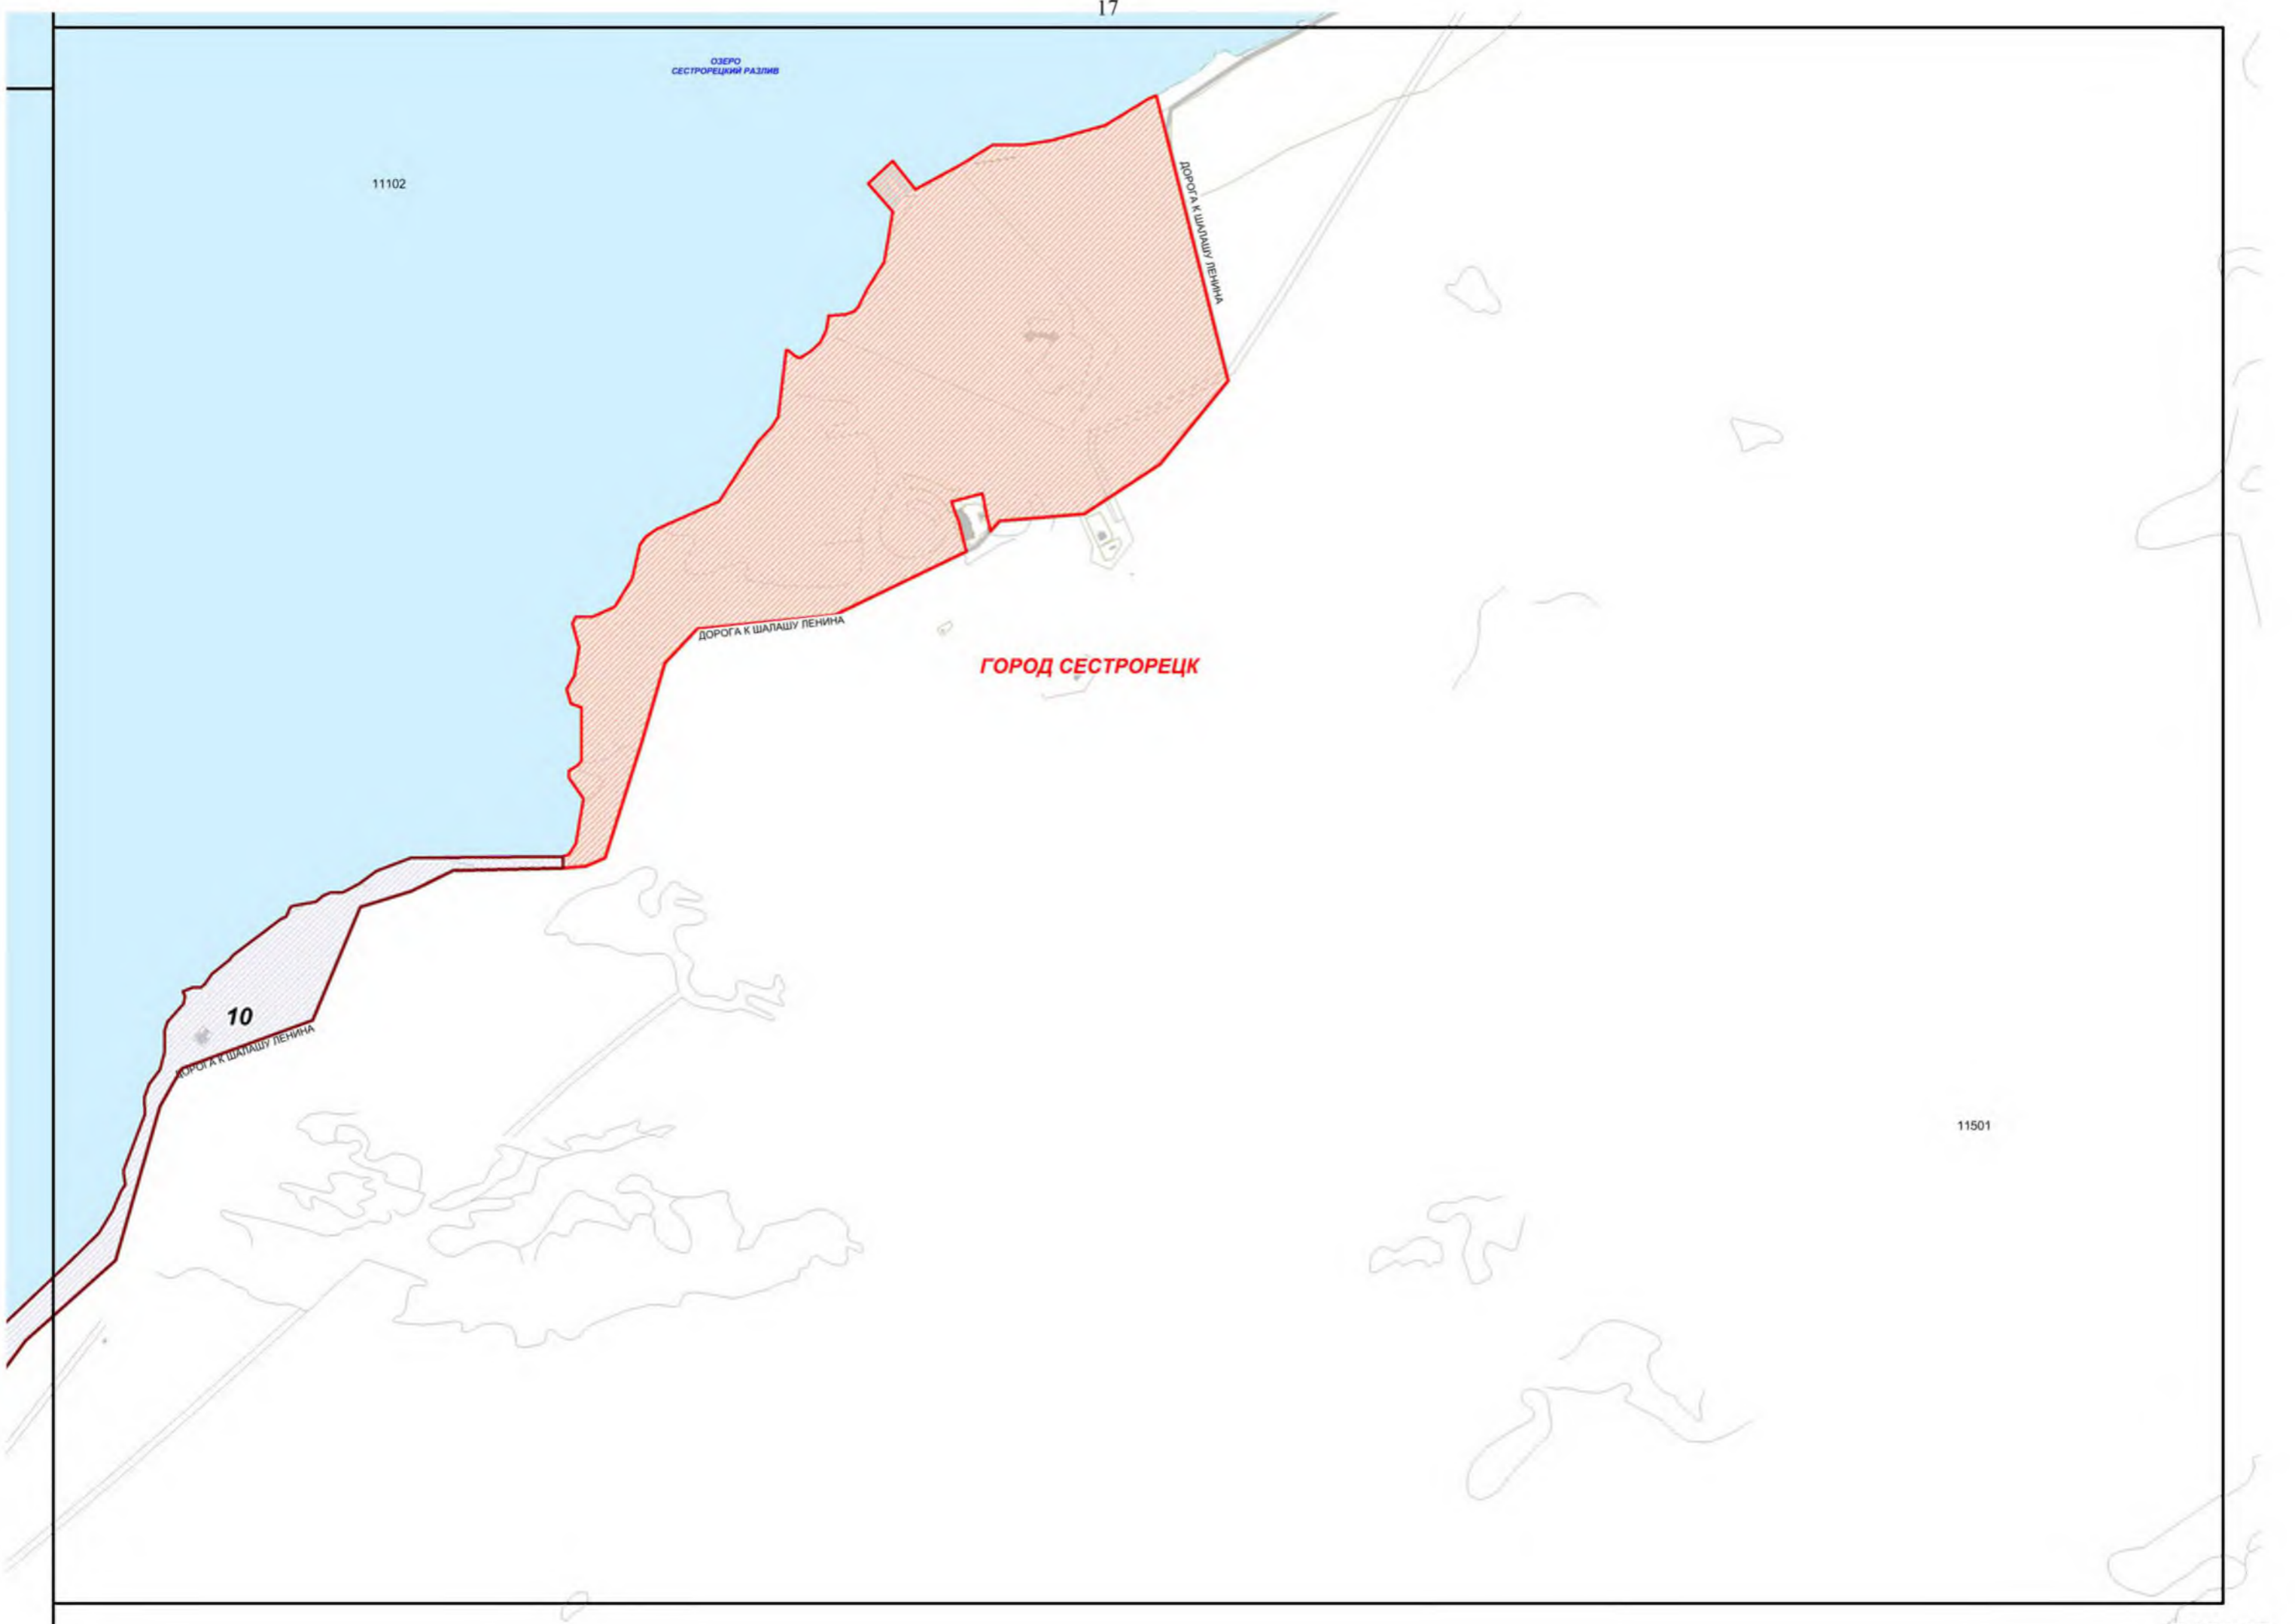 17
ОЗЕРО
СЕСТРОРЕЦКИЙ РАЗЛИВ
11102
ДОРОГА К ШАЛАШУ ЛЕНИНА
ДОРОГА К ШАЛАШУ ЛЕНИНА
ГОРОД СЕСТРОРЕЦК
10
ДОРОГА К ШАЛАШУ ЛЕНИНА
11501